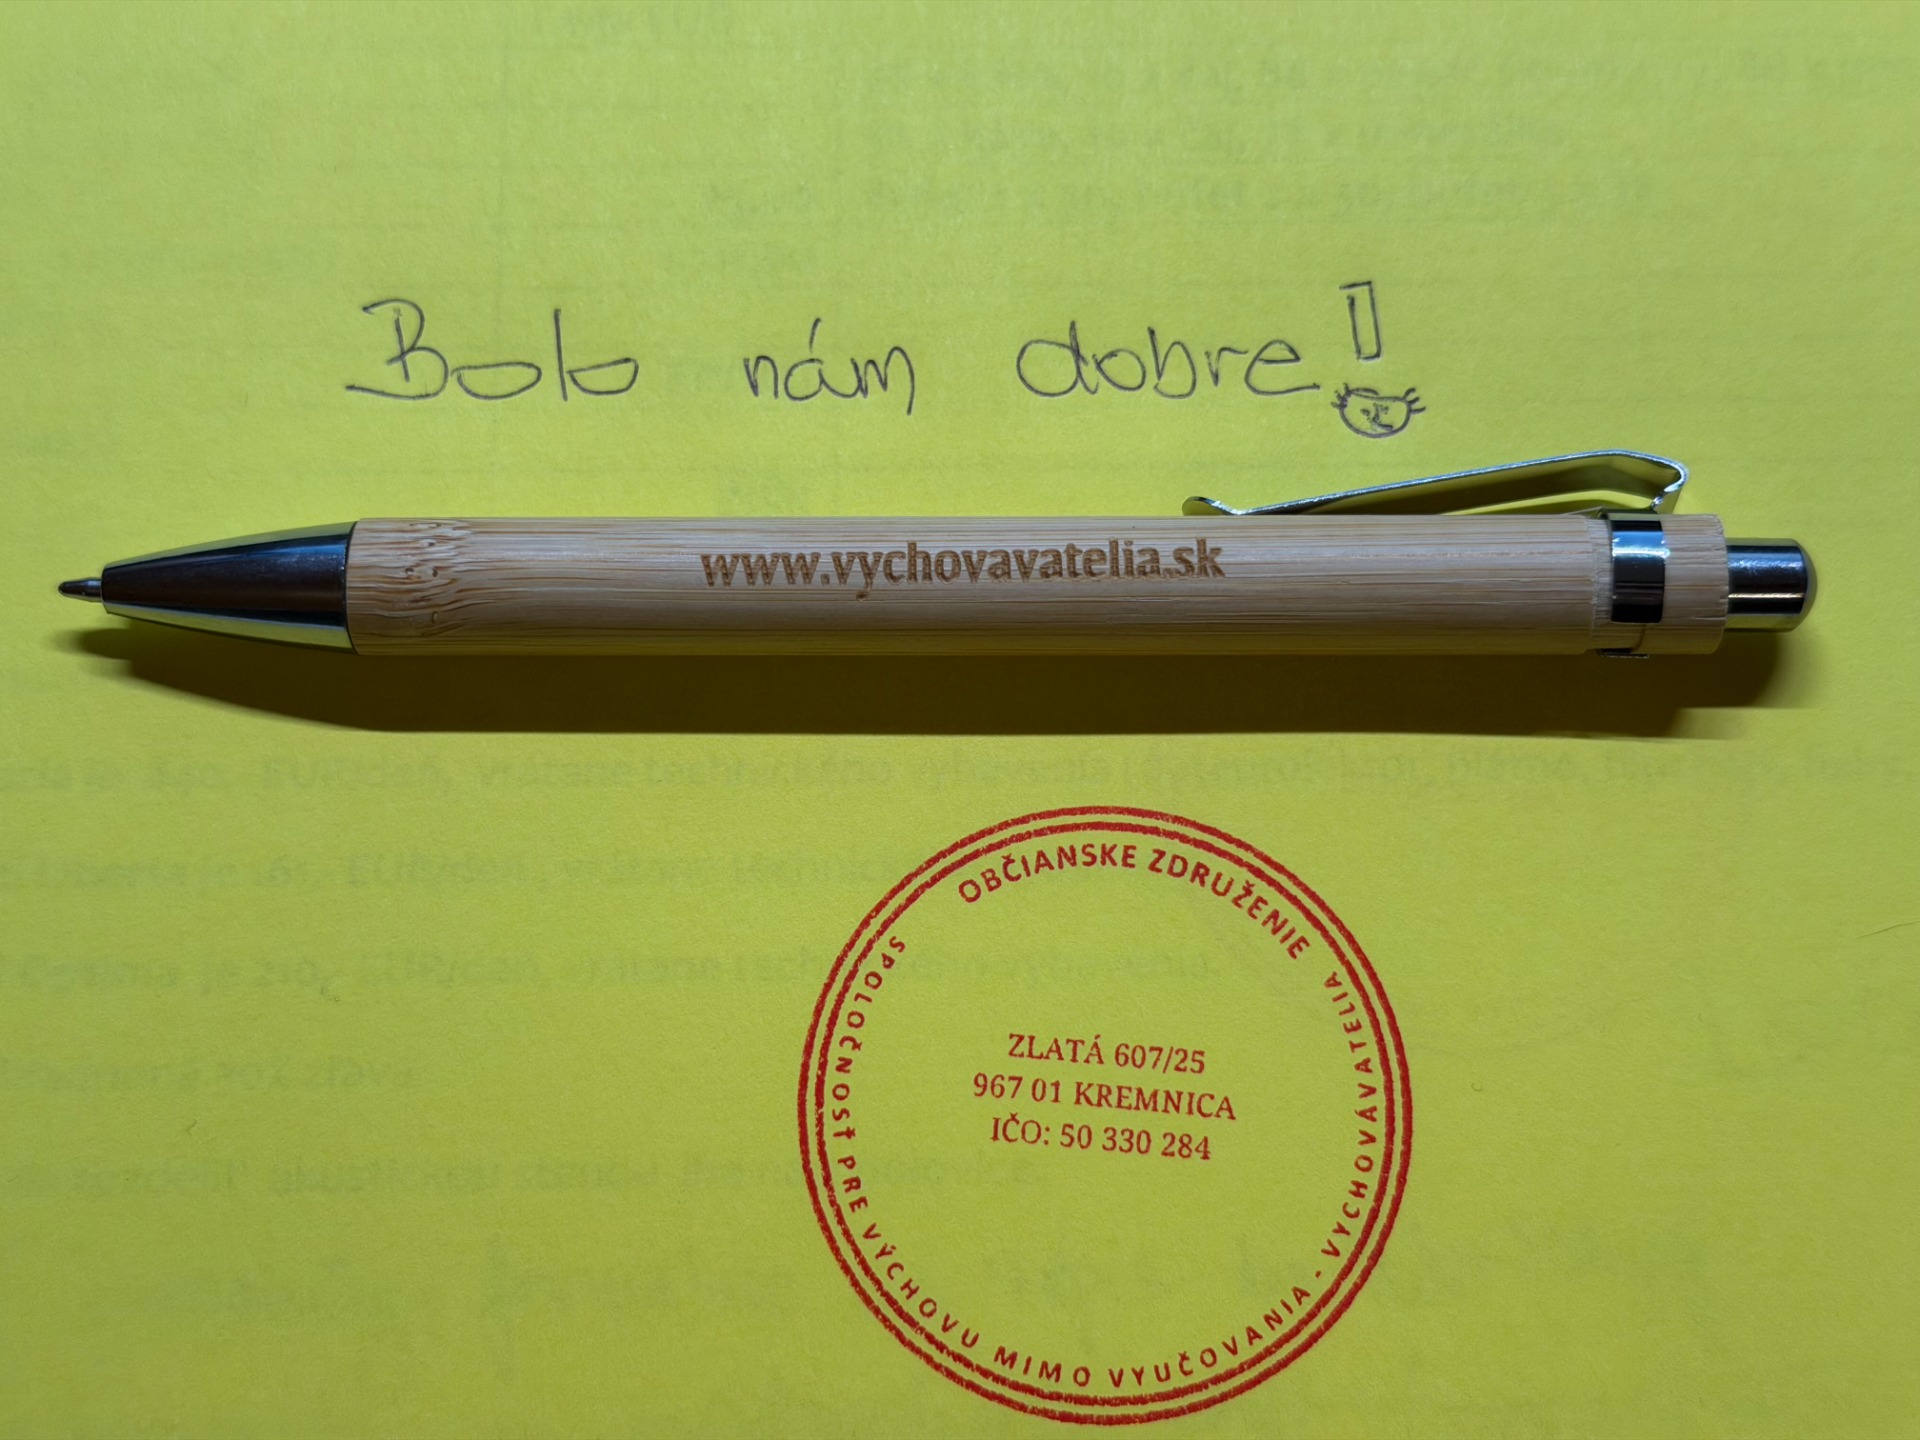 Bolo nám dobre!
www.vychovavatelia.sk
OBČIANSKE ZDRUŽENIE
SPOLOČNOSŤ PRE VÝCHOVU MIMO VYUČOVANIA - VYCHOVÁVATELIA
ZLATÁ 607/25
967 01 KREMNICA
IČO: 50 330 284